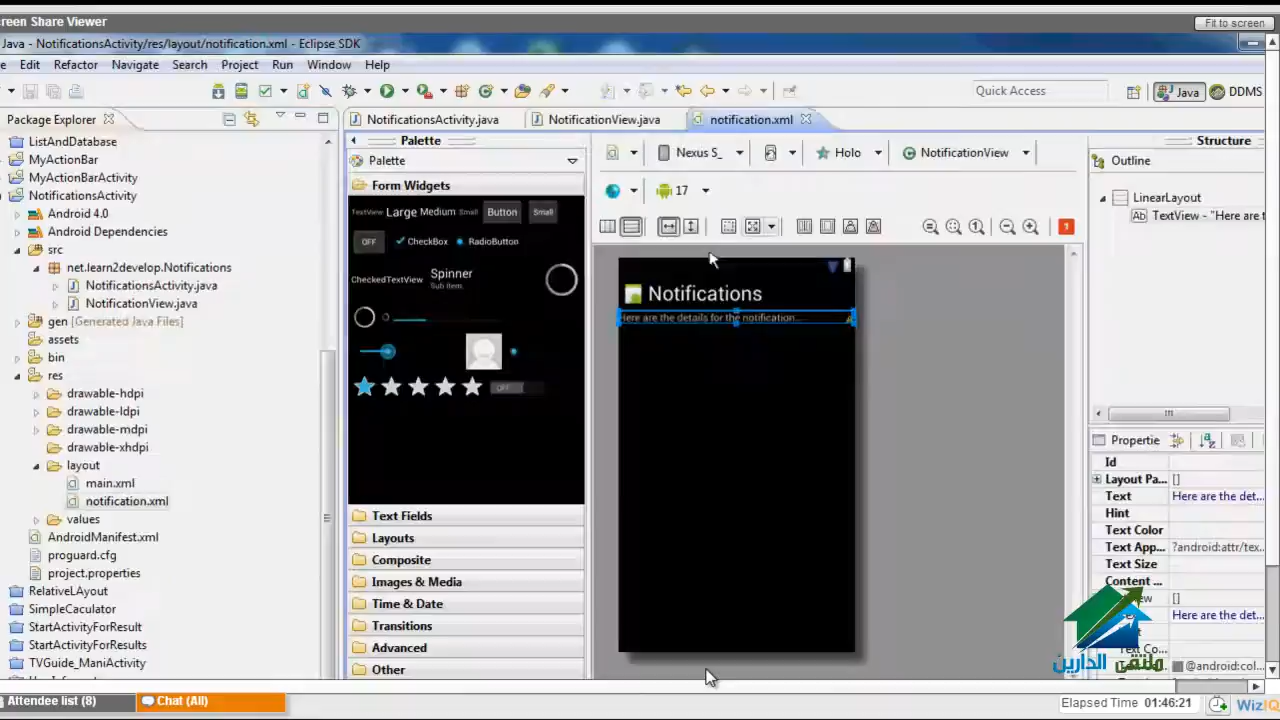 creen Share Viewer
Fit to screen
Java - NotificationsActivity/res/layout/notification.xml - Eclipse SDK
Edit Refactor Navigate Search Project Run Window Help
Quick Access
Java
DDMS
Package Explorer
NotificationsActivity.java
NotificationView.java
notification.xml
ListAndDatabase
MyActionBar
MyActionBarActivity
NotificationsActivity
Android 4.0
Android Dependencies
src
net.learn2develop.Notifications
NotificationsActivity.java
NotificationView.java
gen [Generated Java Files]
assets
bin
res
drawable-hdpi
drawable-ldpi
drawable-mdpi
drawable-xhdpi
layout
main.xml
notification.xml
values
AndroidManifest.xml
proguard.cfg
project.properties
RelativeLAyout
SimpleCaculator
StartActivityForResult
StartActivityForResults
TVGuide_ManiActivity
Palette
Palette
Form Widgets
TextView Large Medium Small Button Small
OFF CheckBox RadioButton
CheckedTextView Spinner
Sub Item
OFF
Text Fields
Layouts
Composite
Images & Media
Time & Date
Transitions
Advanced
Other
Nexus S_
Holo
NotificationView
17
1
Notifications
Here are the details for the notification...
Structure
Outline
LinearLayout
Ab TextView - "Here are t
Propertie
Id
Layout Pa... []
Text Here are the det...
Hint
Text Color
Text App... ?android:attr/tex...
Text Size
Content ...
[]
Here are the det...
Text Co...
@android:col...
ملتقى الدارين
Attendee list (8)
Chat (All)
Elapsed Time 01:46:21
WizIQ